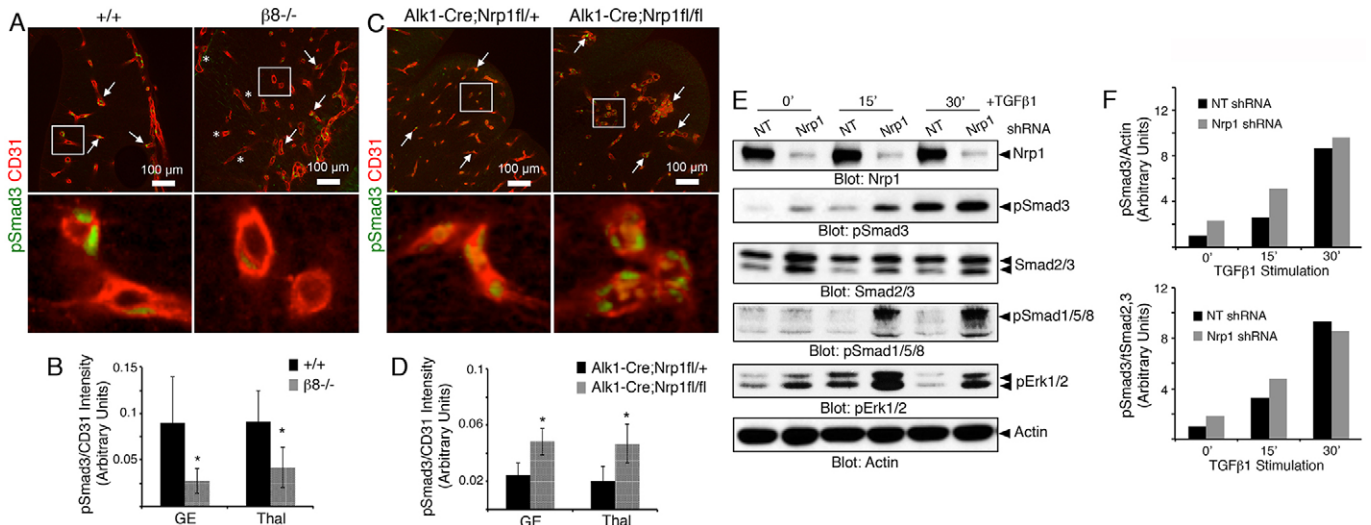 A
+/+
β8-/-
pSmad3 CD31
100 µm
100 µm
C
Alk1-Cre;Nrp1fl/+
Alk1-Cre;Nrp1fl/fl
pSmad3 CD31
100 µm
100 µm
B
pSmad3/CD31 Intensity
(Arbitrary Units)
0.15
0.1
0.05
+/+
β8-/-
*
*
GE
Thal
D
pSmad3/CD31 Intensity
(Arbitrary Units)
0.1
0.06
0.02
Alk1-Cre;Nrp1fl/+
Alk1-Cre;Nrp1fl/fl
*
*
GE
Thal
E
0' 15' 30' +TGFβ1
NT Nrp1 NT Nrp1 NT Nrp1 shRNA
Nrp1
Blot: Nrp1
pSmad3
Blot: pSmad3
Smad2/3
Blot: Smad2/3
pSmad1/5/8
Blot: pSmad1/5/8
pErk1/2
Blot: pErk1/2
Actin
Blot: Actin
F
pSmad3/Actin
(Arbitrary Units)
12
8
4
NT shRNA
Nrp1 shRNA
0' 15' 30'
TGFβ1 Stimulation
pSmad3/tSmad2,3
(Arbitrary Units)
12
8
4
NT shRNA
Nrp1 shRNA
0' 15' 30'
TGFβ1 Stimulation